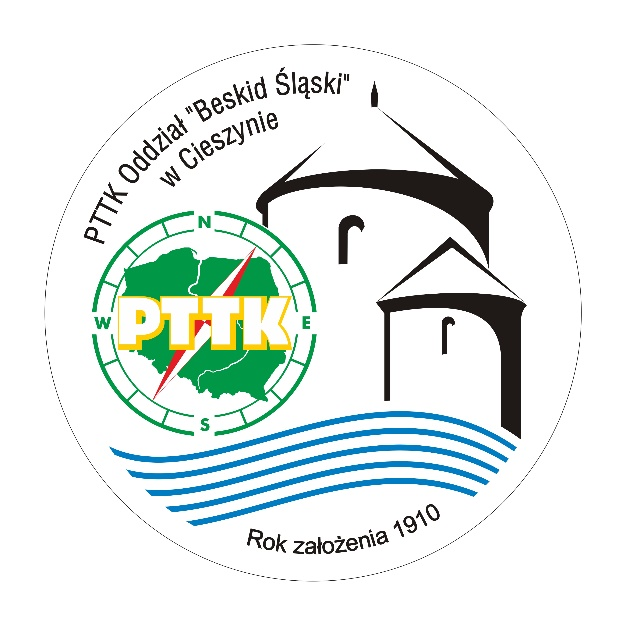 PTTK Oddział "Beskid Śląski"
w Cieszynie
N
W
PTTK
E
S
Rok założenia 1910